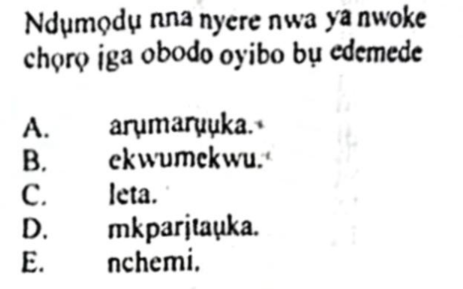 Ndụmọdụ nna nyere nwa ya nwoke
chọrọ ịga obodo oyibo bụ edemede
A. arụmarụụka.
B. ekwumekwu.
C. leta.
D. mkparịtaụka.
E. nchemi.